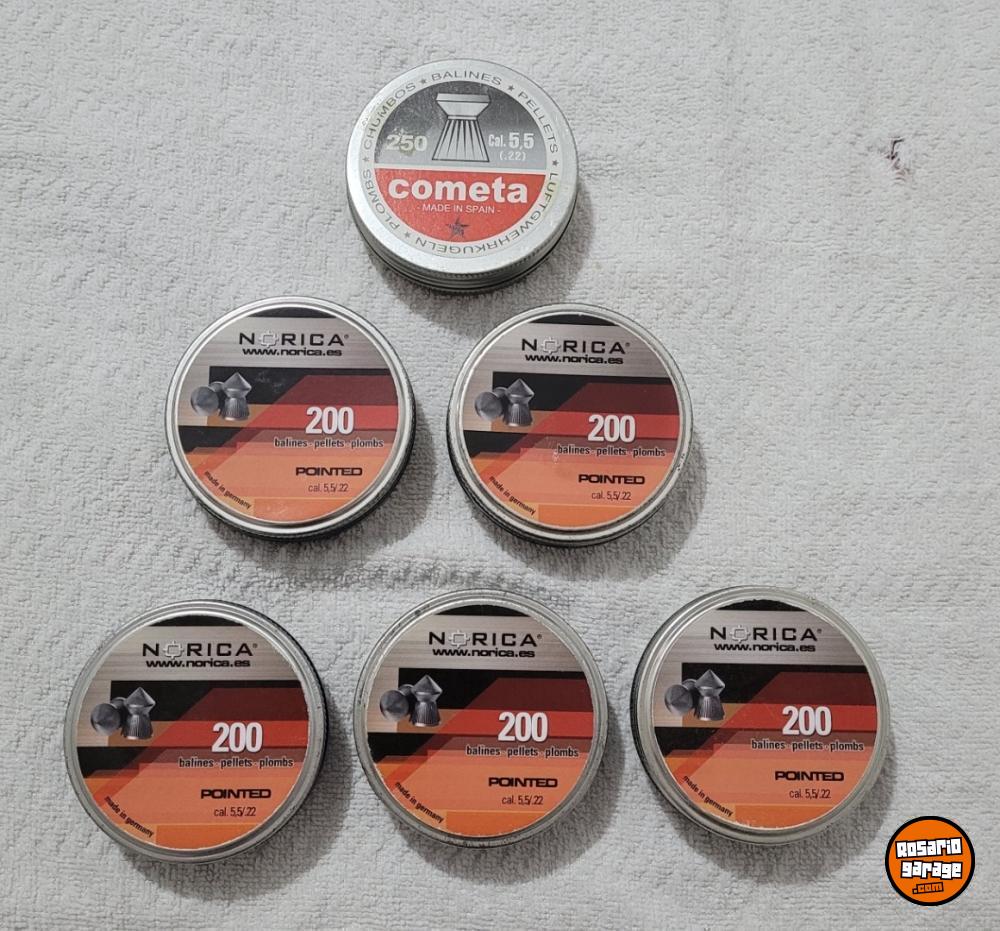 ★ BALINES ★ PELLETS ★ LUFTGWEHRKUGELN ★ PLOMBS ★ CHUMBOS
250
Cal. 5,5
(.22)
cometa
- MADE IN SPAIN -
NORICA®
www.norica.es
200
balines - pellets - plombs
POINTED
cal. 5,5/.22
made in germany
NORICA®
www.norica.es
200
balines - pellets - plombs
POINTED
cal. 5,5/.22
made in germany
NORICA®
www.norica.es
200
balines - pellets - plombs
POINTED
cal. 5,5/.22
made in germany
NORICA®
www.norica.es
200
balines - pellets - plombs
POINTED
cal. 5,5/.22
made in germany
NORICA®
www.norica.es
200
balines - pellets - plombs
POINTED
cal. 5,5/.22
made in germany
Rosario
garage
.com